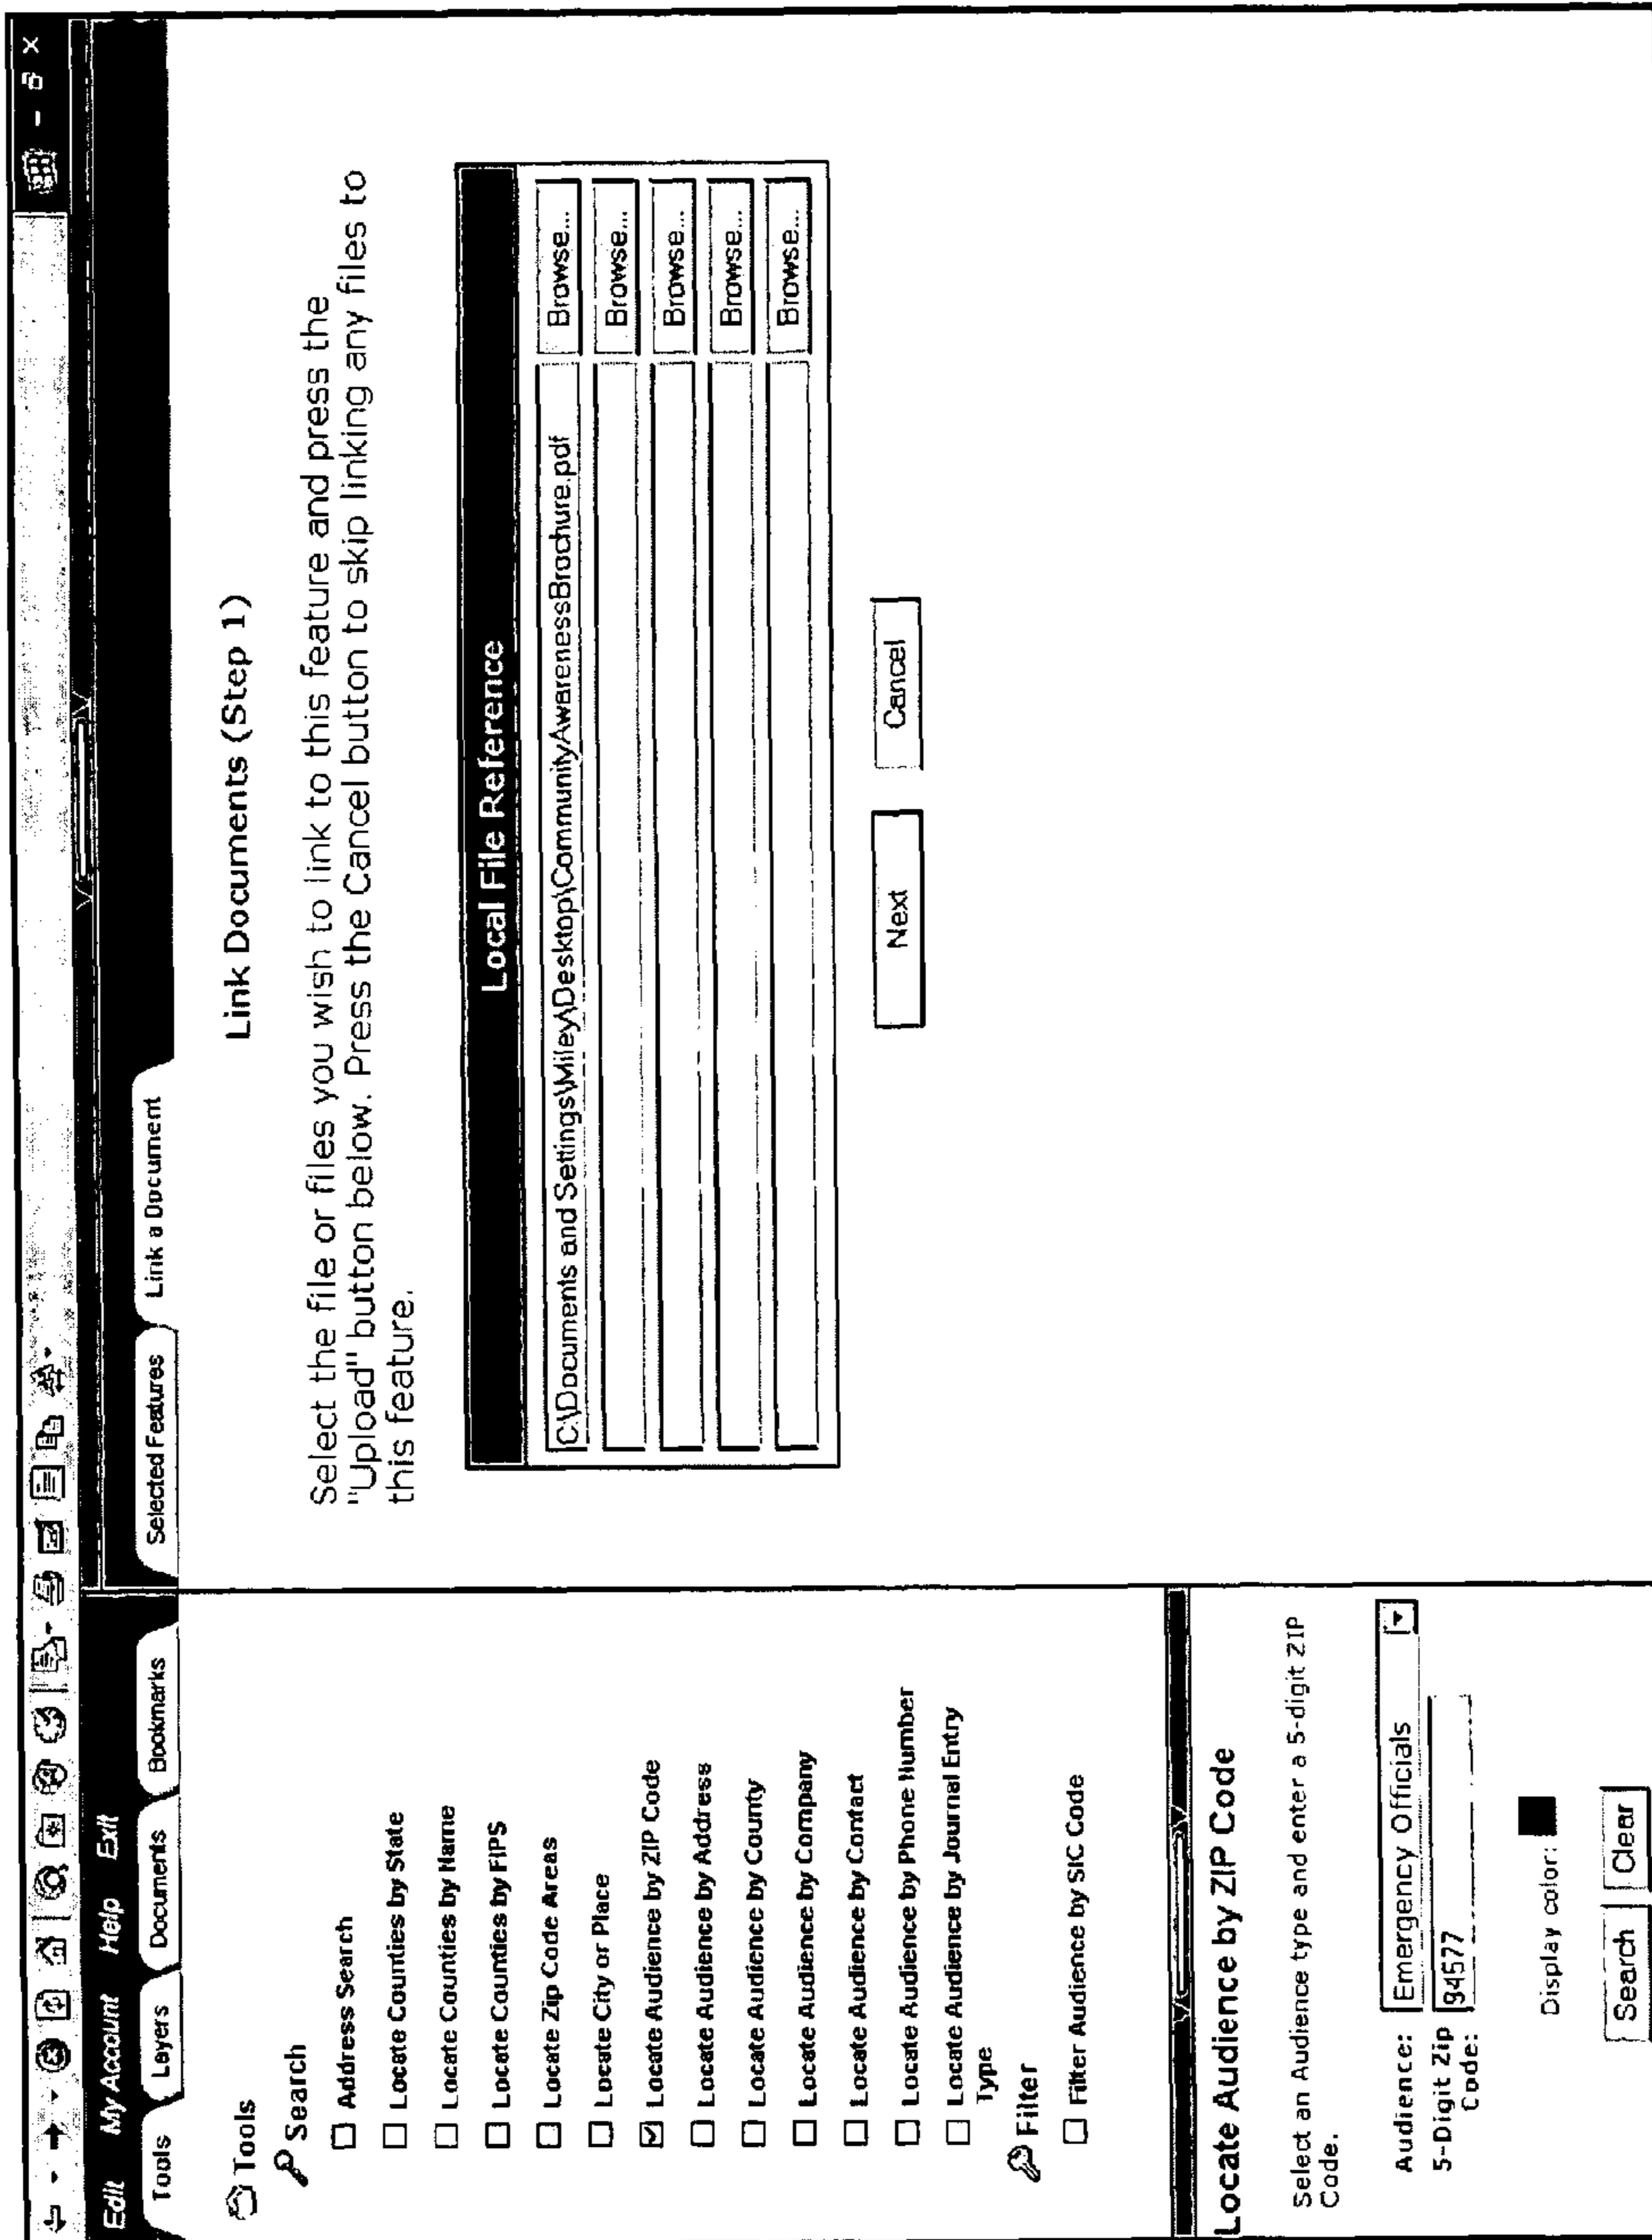 Edit My Account Help Exit
Tools Layers Documents Bookmarks
Tools
Search
Address Search
Locate Counties by State
Locate Counties by Name
Locate Counties by FIPS
Locate Zip Code Areas
Locate City or Place
Locate Audience by ZIP Code
Locate Audience by Address
Locate Audience by County
Locate Audience by Company
Locate Audience by Contact
Locate Audience by Phone Number
Locate Audience by Journal Entry
Type
Filter
Filter Audience by SIC Code
Locate Audience by ZIP Code
Select an Audience type and enter a 5-digit ZIP
Code.
Audience: Emergency Officials
5-Digit Zip
Code: 94577
Display color:
Search Clear
Selected Features Link a Document
Link Documents (Step 1)
Select the file or files you wish to link to this feature and press the
"Upload" button below. Press the Cancel button to skip linking any files to
this feature.
Local File Reference
C:\Documents and Settings\Miley\Desktop\CommunityAwarenessBrochure.pdf Browse...
Browse...
Browse...
Browse...
Browse...
Next Cancel